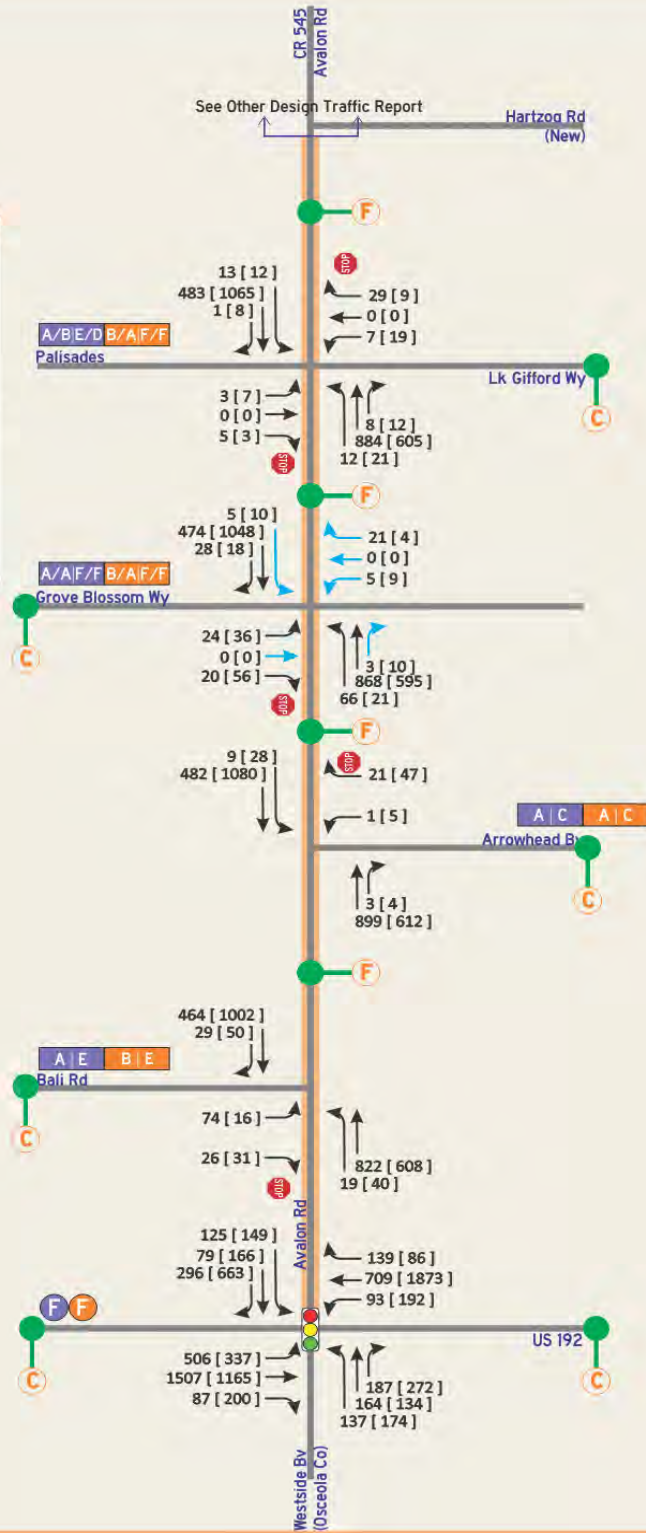 CR 545
Avalon Rd
See Other Design Traffic Report
Hartzog Rd
(New)
F
STOP
13 [ 12 ]
483 [ 1065 ]
1 [ 8 ]
29 [ 9 ]
0 [ 0 ]
7 [ 19 ]
A/B E/D B/A F/F
Palisades
Lk Gifford Wy
C
3 [ 7 ]
0 [ 0 ]
5 [ 3 ]
STOP
8 [ 12 ]
884 [ 605 ]
12 [ 21 ]
F
5 [ 10 ]
474 [ 1048 ]
28 [ 18 ]
21 [ 4 ]
0 [ 0 ]
5 [ 9 ]
A/A F/F B/A F/F
Grove Blossom Wy
C
24 [ 36 ]
0 [ 0 ]
20 [ 56 ]
STOP
3 [ 10 ]
868 [ 595 ]
66 [ 21 ]
F
9 [ 28 ]
482 [ 1080 ]
STOP
21 [ 47 ]
1 [ 5 ]
A C A C
Arrowhead Bv
C
3 [ 4 ]
899 [ 612 ]
F
464 [ 1002 ]
29 [ 50 ]
A E B E
Bali Rd
C
74 [ 16 ]
26 [ 31 ]
STOP
822 [ 608 ]
19 [ 40 ]
Avalon Rd
125 [ 149 ]
79 [ 166 ]
296 [ 663 ]
139 [ 86 ]
709 [ 1873 ]
93 [ 192 ]
F F
US 192
C
C
506 [ 337 ]
1507 [ 1165 ]
87 [ 200 ]
187 [ 272 ]
164 [ 134 ]
137 [ 174 ]
Westside Bv
(Osceola Co)